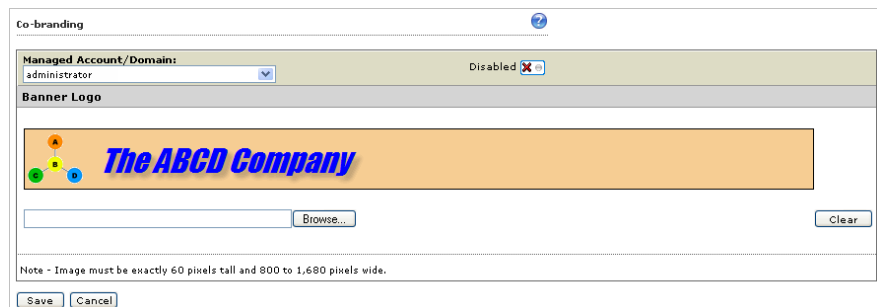 Co-branding
?
Managed Account/Domain:
administrator
Disabled
Banner Logo
A
B
C
D
The ABCD Company
Browse...
Clear
Note - Image must be exactly 60 pixels tall and 800 to 1,680 pixels wide.
Save Cancel